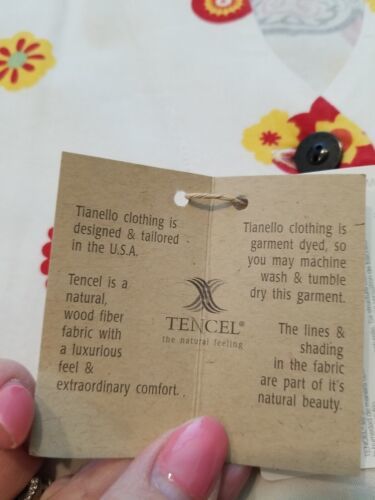 Tianello clothing is
designed & tailored
in the U.S.A.
Tencel is a
natural,
wood fiber
fabric with
a luxurious
feel &
extraordinary comfort.
TENCEL®
the natural feeling
Tianello clothing is
garment dyed, so
you may machine
wash & tumble
dry this garment.
The lines &
shading
in the fabric
are part of it's
natural beauty.